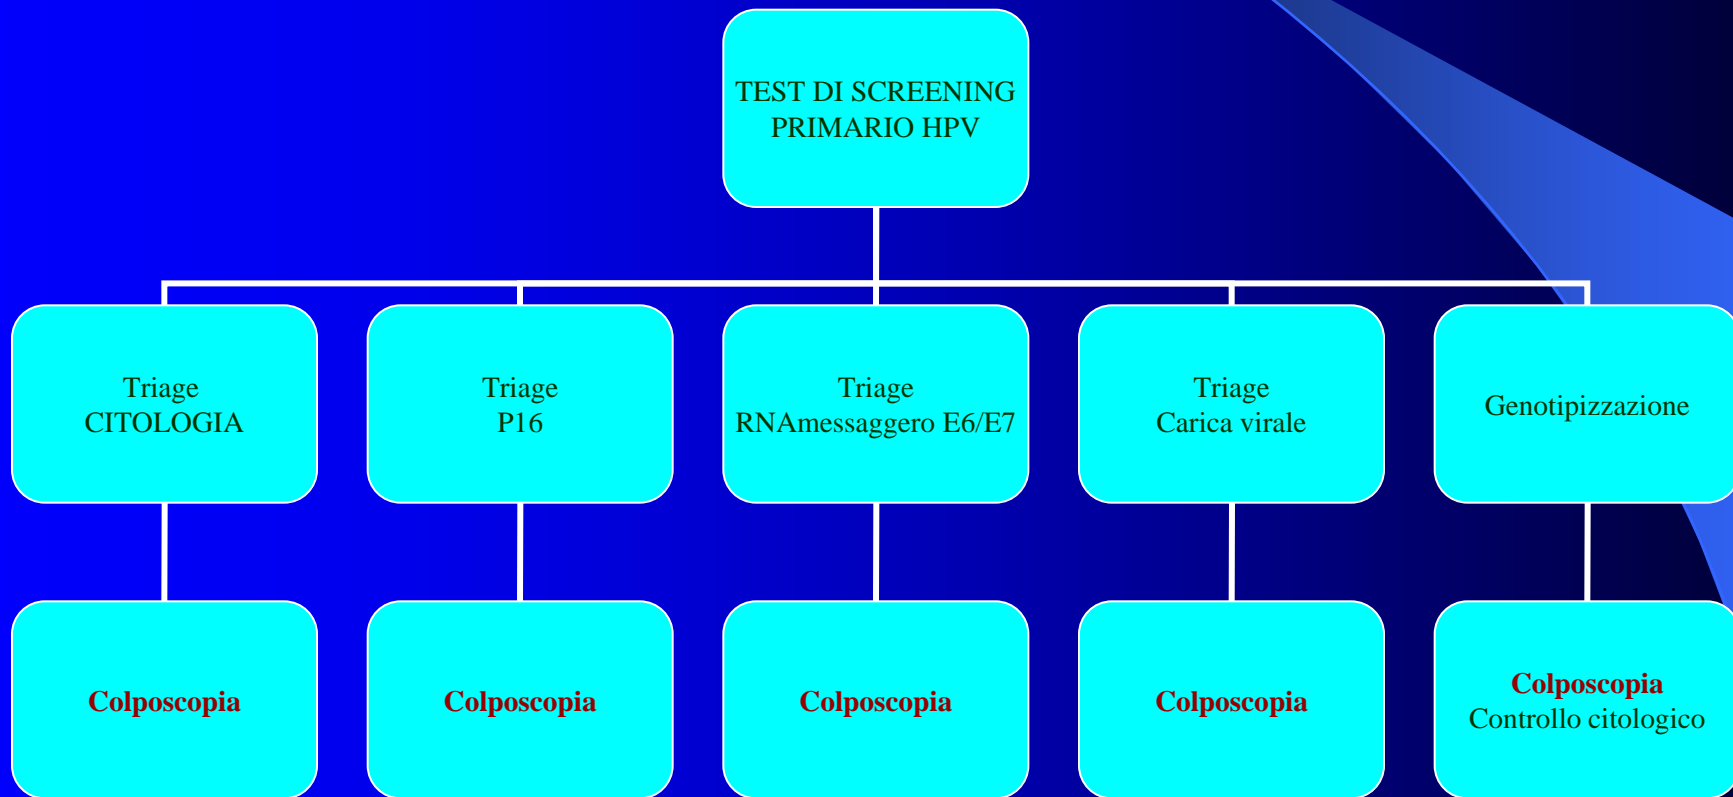 TEST DI SCREENING
PRIMARIO HPV
Triage
CITOLOGIA
Triage
P16
Triage
RNAmessaggero E6/E7
Triage
Carica virale
Genotipizzazione
Colposcopia
Colposcopia
Colposcopia
Colposcopia
Colposcopia
Controllo citologico